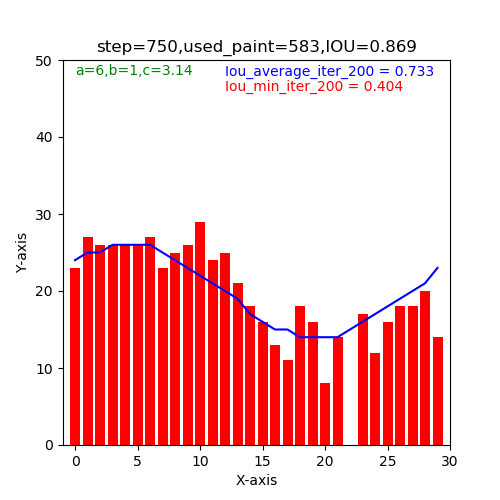 step=750,used_paint=583,IOU=0.869
a=6,b=1,c=3.14
Iou_average_iter_200 = 0.733
Iou_min_iter_200 = 0.404
50
40
30
20
10
0
Y-axis
0 5 10 15 20 25 30
X-axis